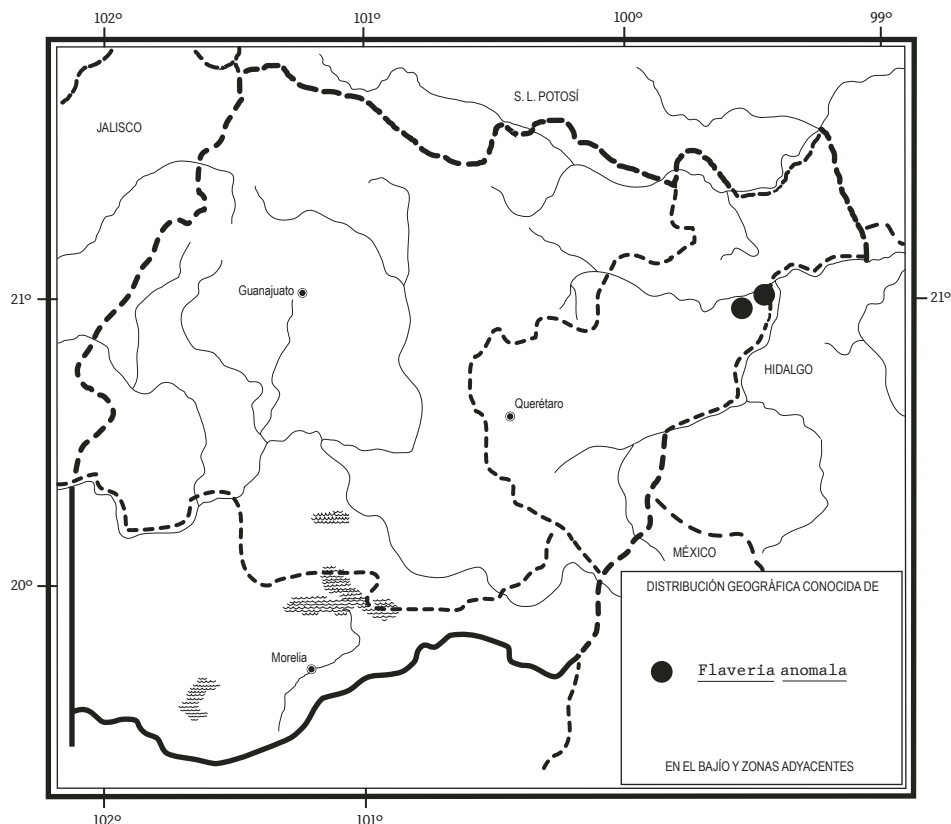 102º 101º 100º 99º
S. L. POTOSÍ
JALISCO
Guanajuato
21º 21º
HIDALGO
Querétaro
MÉXICO
20º
DISTRIBUCIÓN GEOGRÁFICA CONOCIDA DE
Morelia
Flaveria anomala
EN EL BAJÍO Y ZONAS ADYACENTES
102º 101º